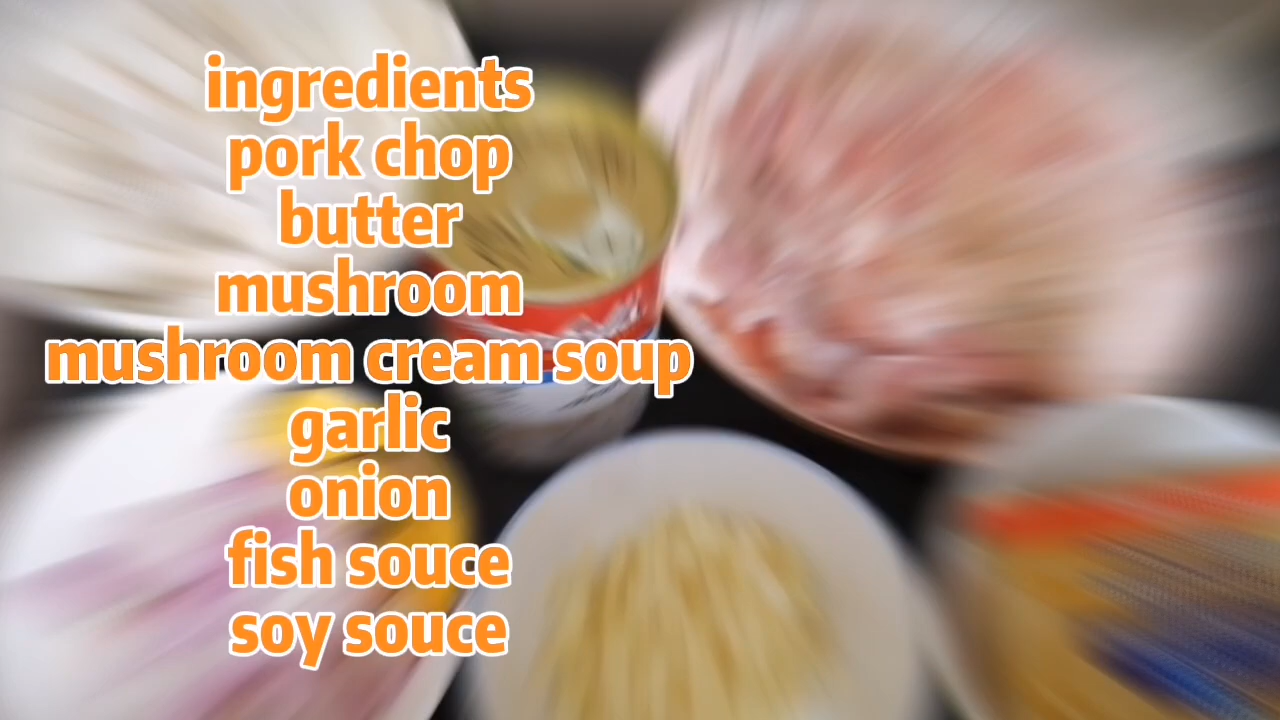 ingredients
pork chop
butter
mushroom
mushroom cream soup
garlic
onion
fish souce
soy souce